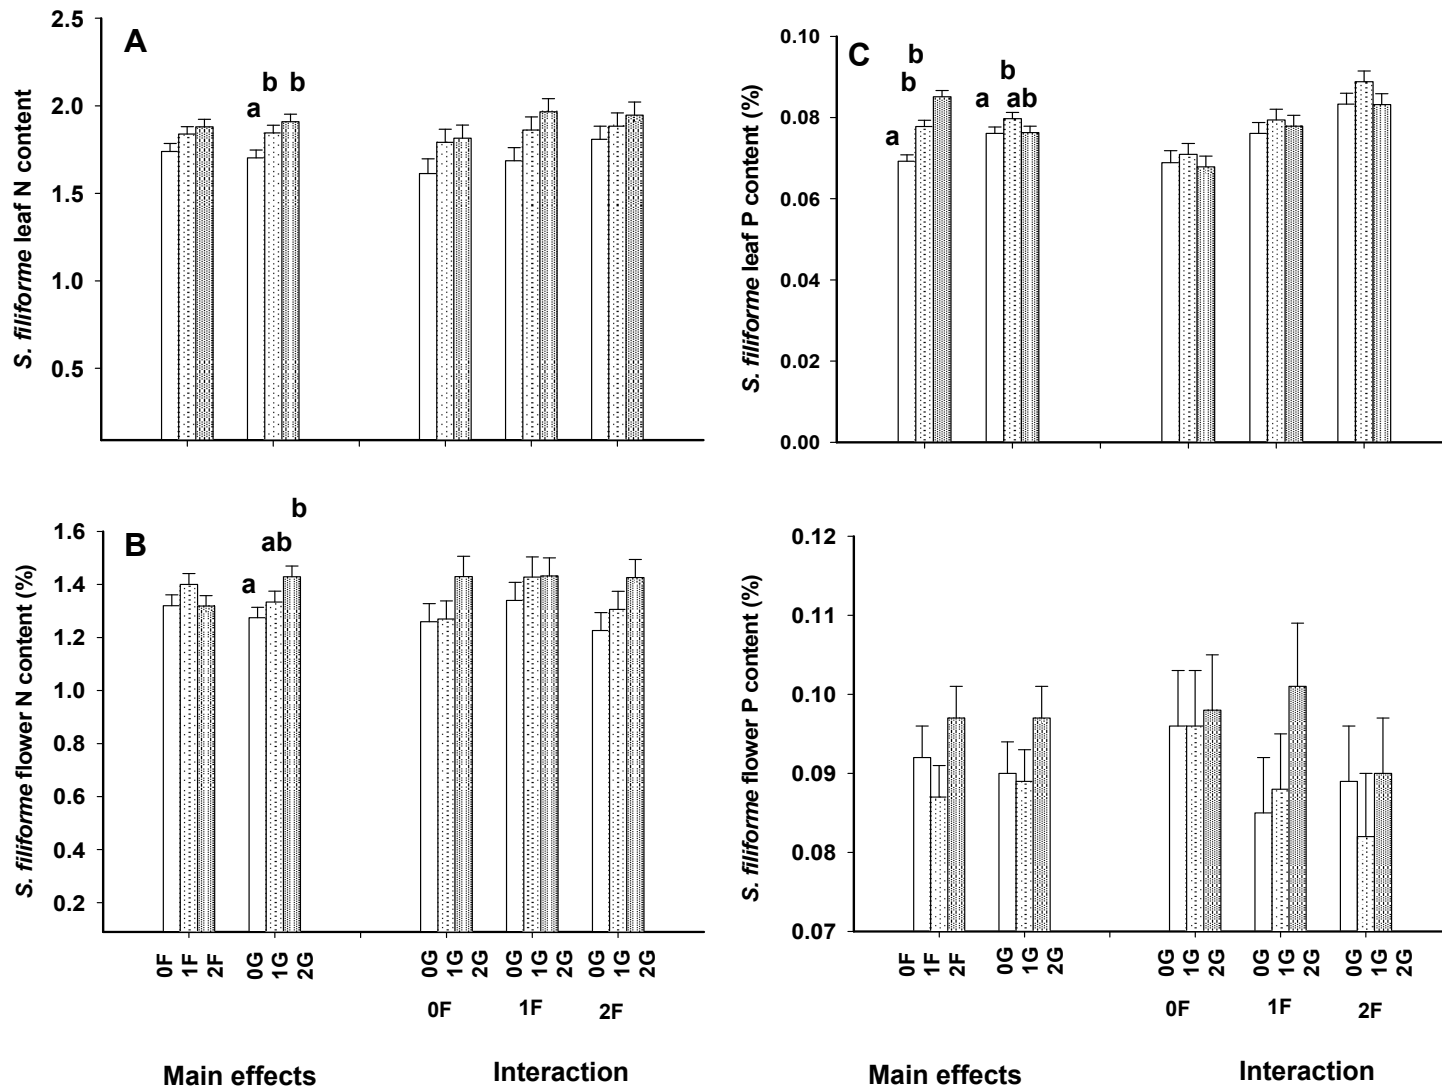 A
S. filiforme leaf N content
2.5
2.0
1.5
1.0
0.5
a
b
b
C
S. filiforme leaf P content (%)
0.10
0.08
0.06
0.04
0.02
0.00
a
b
b
a
b
ab
B
S. filiforme flower N content (%)
1.6
1.4
1.2
1.0
0.8
0.6
0.4
0.2
a
ab
b
0F 1F 2F 0G 1G 2G 0G 1G 2G 0G 1G 2G 0G 1G 2G
0F 1F 2F
Main effects Interaction
S. filiforme flower P content (%)
0.12
0.11
0.10
0.09
0.08
0.07
0F 1F 2F 0G 1G 2G 0G 1G 2G 0G 1G 2G 0G 1G 2G
0F 1F 2F
Main effects Interaction